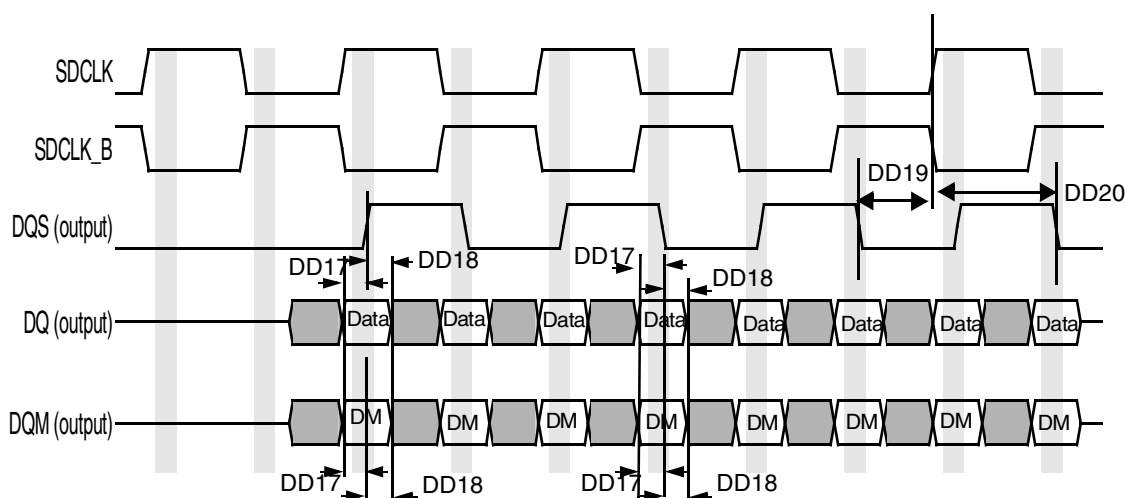 SDCLK
SDCLK_B
DD19
DD20
DQS (output)
DD17 DD18 DD17
DD18
DQ (output) Data Data Data Data Data Data Data Data
DQM (output) DM DM DM DM DM DM DM DM
DD17 DD18 DD17 DD18